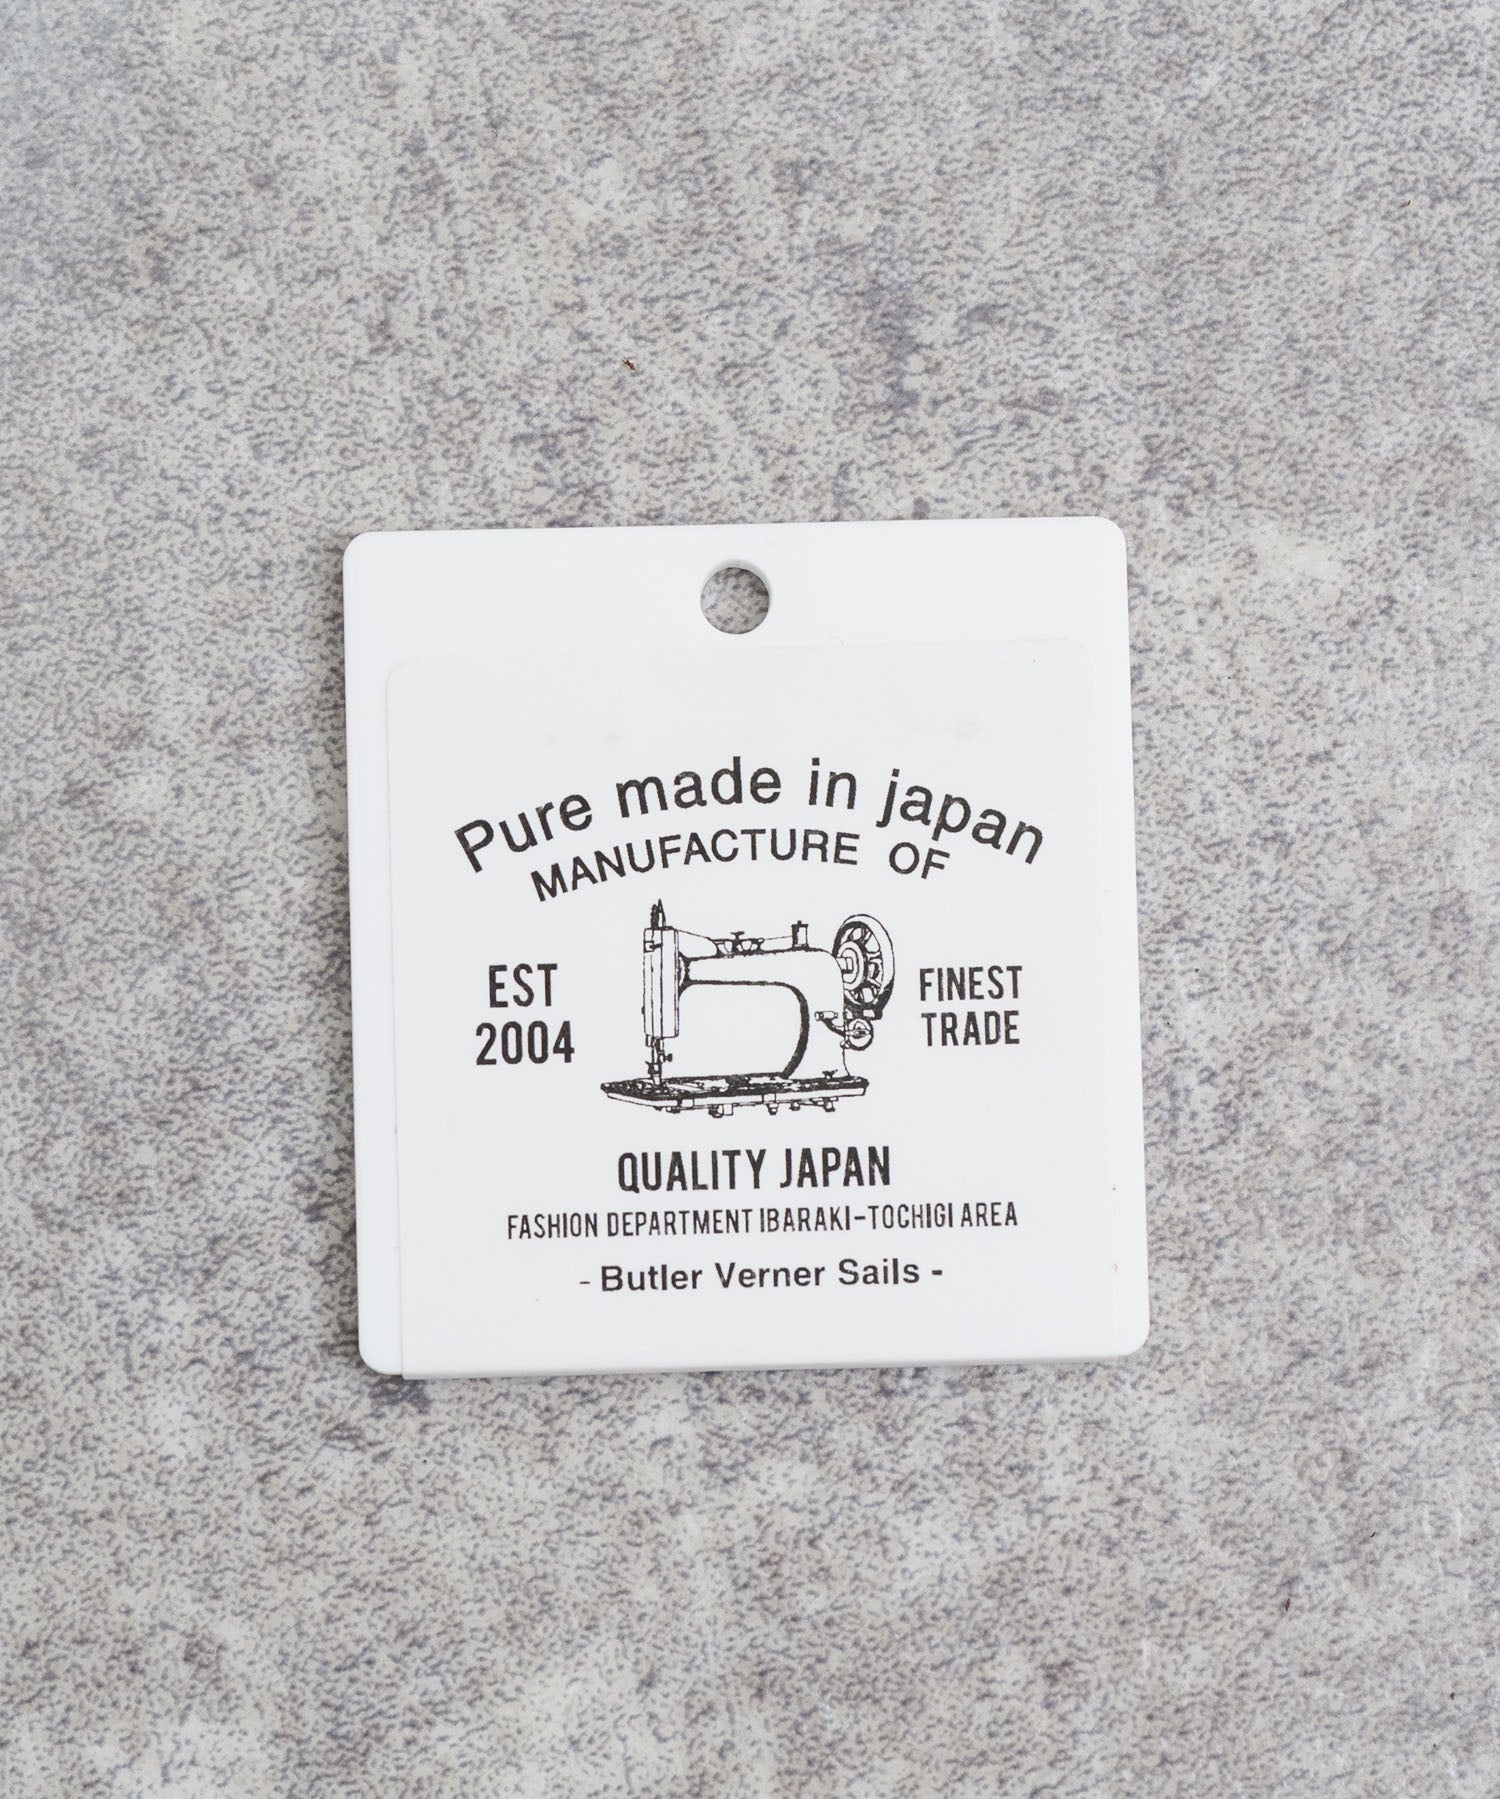 Pure made in japan
MANUFACTURE OF
EST
2004
FINEST
TRADE
QUALITY JAPAN
FASHION DEPARTMENT IBARAKI-TOCHIGI AREA
- Butler Verner Sails -